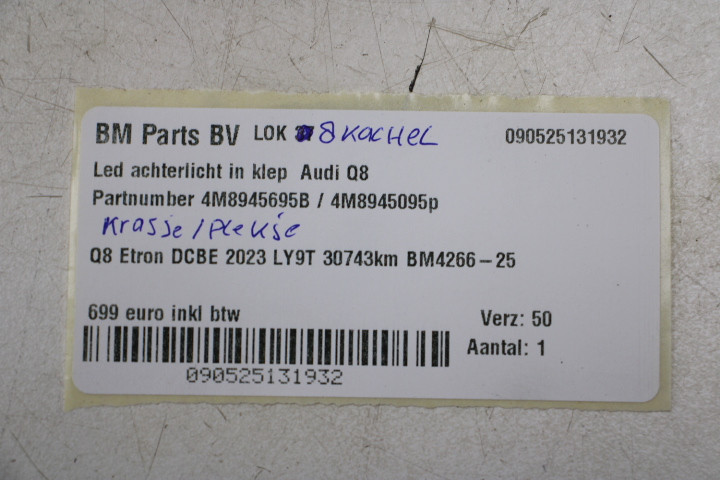 BM Parts BV LOK 8 KACHEL 090525131932
Led achterlicht in klep Audi Q8
Partnumber 4M8945695B / 4M8945095p
Krasje / plekje
Q8 Etron DCBE 2023 LY9T 30743km BM4266-25
699 euro inkl btw Verz: 50
Aantal: 1
090525131932